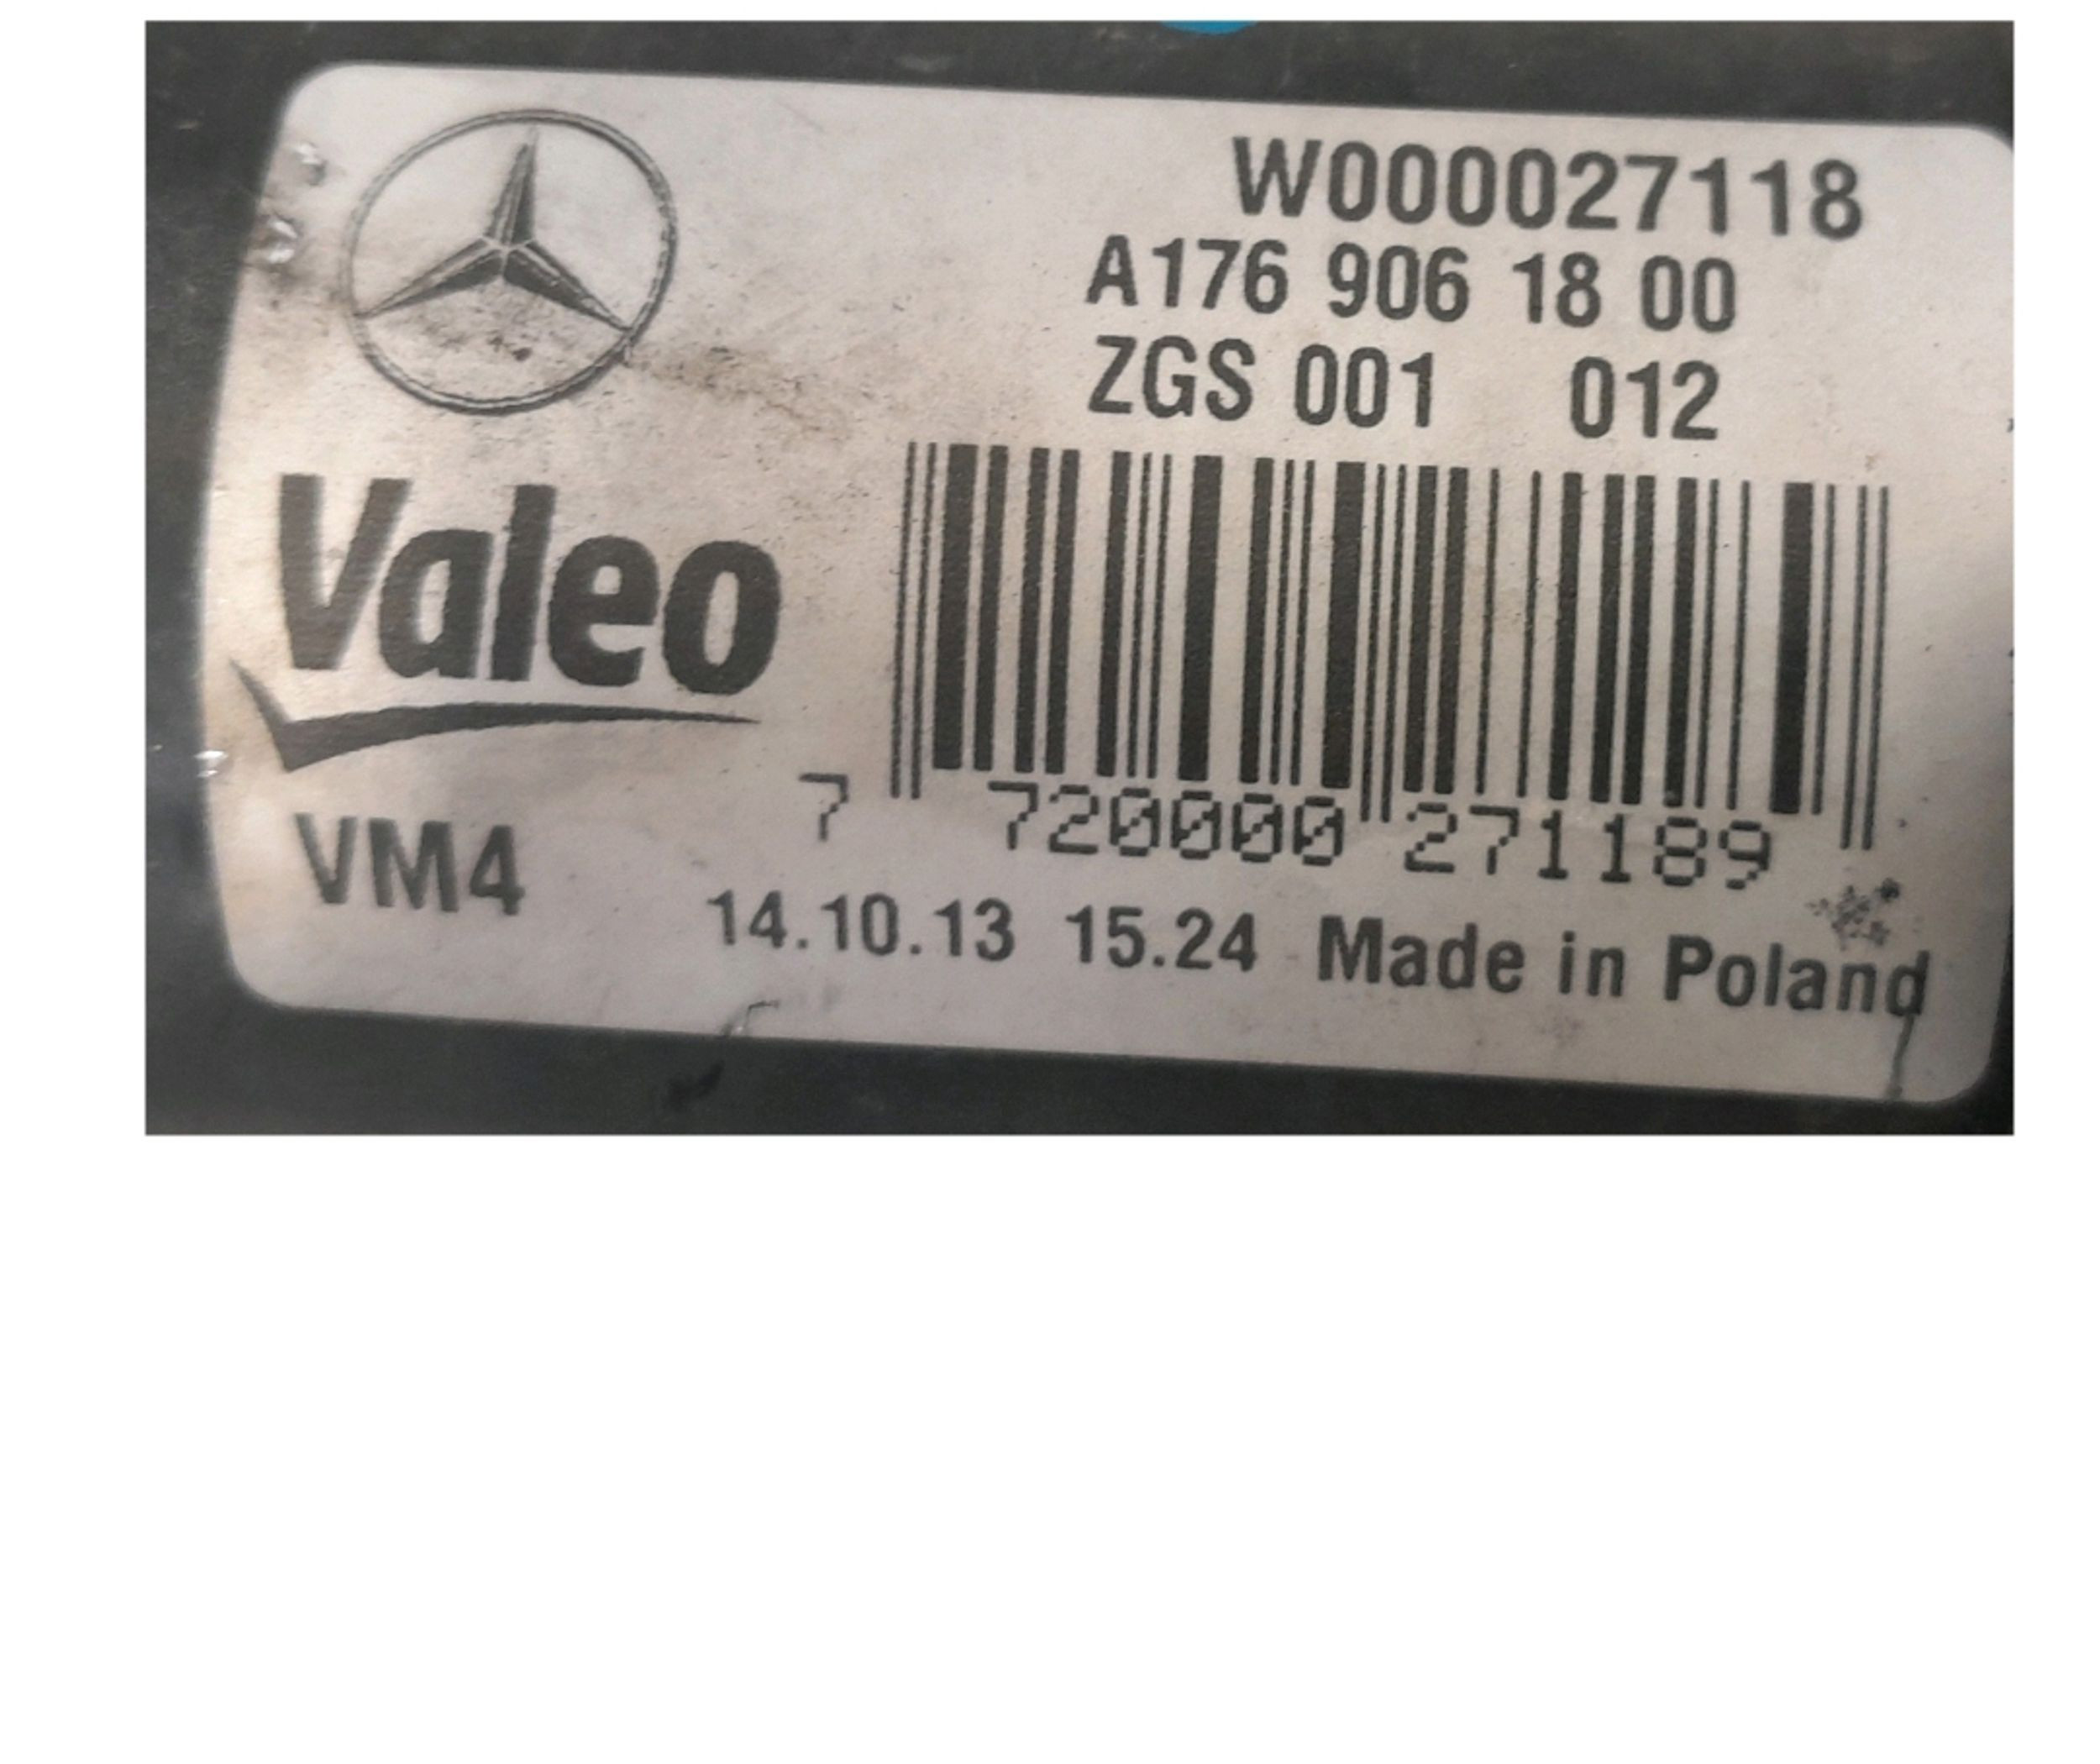 W000027118
A176 906 18 00
ZGS 001 012
Valeo
7 720000 271189
VM4
14.10.13 15.24 Made in Poland